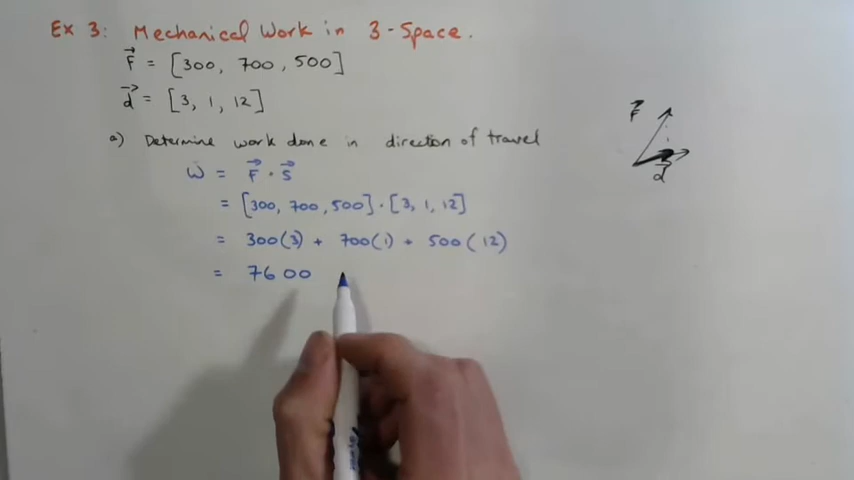 Ex 3: Mechanical Work in 3-Space.
F⃗ = [300, 700, 500]
d⃗ = [3, 1, 12]
a) Determine work done in direction of travel
W = F⃗ · s⃗
= [300, 700, 500] · [3, 1, 12]
= 300(3) + 700(1) + 500(12)
= 7600
F⃗
d⃗